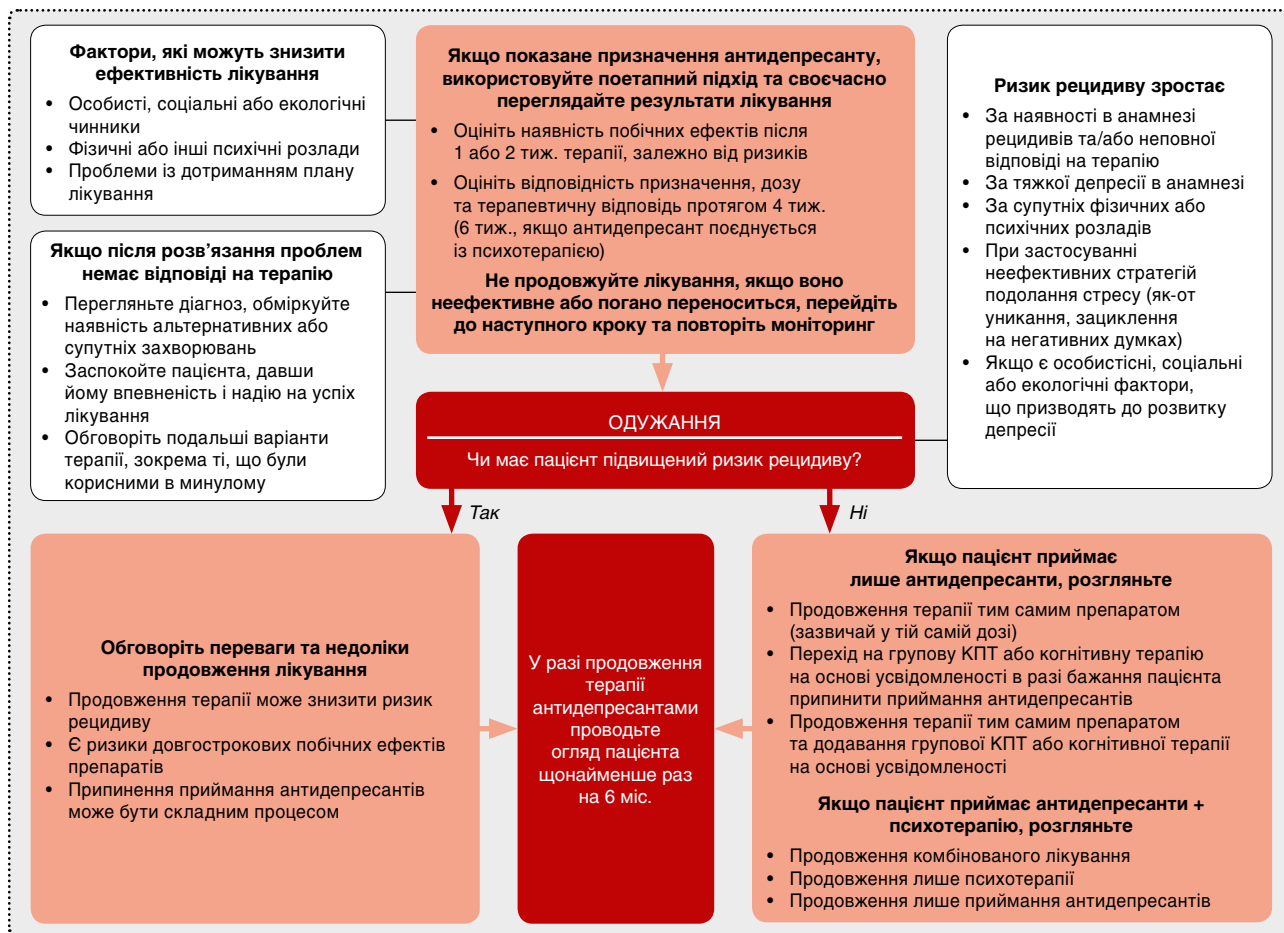 Фактори, які можуть знизити
ефективність лікування
• Особисті, соціальні або екологічні
чинники
• Фізичні або інші психічні розлади
• Проблеми із дотриманням плану
лікування
Якщо після розв’язання проблем
немає відповіді на терапію
• Перегляньте діагноз, обміркуйте
наявність альтернативних або
супутніх захворювань
• Заспокойте пацієнта, давши
йому впевненість і надію на успіх
лікування
• Обговоріть подальші варіанти
терапії, зокрема ті, що були
корисними в минулому
Якщо показане призначення антидепресанту,
використовуйте поетапний підхід та своєчасно
переглядайте результати лікування
• Оцініть наявність побічних ефектів після
1 або 2 тиж. терапії, залежно від ризиків
• Оцініть відповідність призначення, дозу
та терапевтичну відповідь протягом 4 тиж.
(6 тиж., якщо антидепресант поєднується
із психотерапією)
Не продовжуйте лікування, якщо воно
неефективне або погано переноситься, перейдіть
до наступного кроку та повторіть моніторинг
Ризик рецидиву зростає
• За наявності в анамнезі
рецидивів та/або неповної
відповіді на терапію
• За тяжкої депресії в анамнезі
• За супутніх фізичних або
психічних розладів
• При застосуванні
неефективних стратегій
подолання стресу (як-от
уникання, зациклення
на негативних думках)
• Якщо є особистісні, соціальні
або екологічні фактори,
що призводять до розвитку
депресії
ОДУЖАННЯ
Чи має пацієнт підвищений ризик рецидиву?
Так
Ні
Обговоріть переваги та недоліки
продовження лікування
• Продовження терапії може знизити ризик
рецидиву
• Є ризики довгострокових побічних ефектів
препаратів
• Припинення приймання антидепресантів
може бути складним процесом
У разі продовження
терапії
антидепресантами
проводьте
огляд пацієнта
щонайменше раз
на 6 міс.
Якщо пацієнт приймає
лише антидепресанти, розгляньте
• Продовження терапії тим самим препаратом
(зазвичай у тій самій дозі)
• Перехід на групову КПТ або когнітивну терапію
на основі усвідомленості в разі бажання пацієнта
припинити приймання антидепресантів
• Продовження терапії тим самим препаратом
та додавання групової КПТ або когнітивної терапії
на основі усвідомленості
Якщо пацієнт приймає антидепресанти +
психотерапію, розгляньте
• Продовження комбінованого лікування
• Продовження лише психотерапії
• Продовження лише приймання антидепресантів